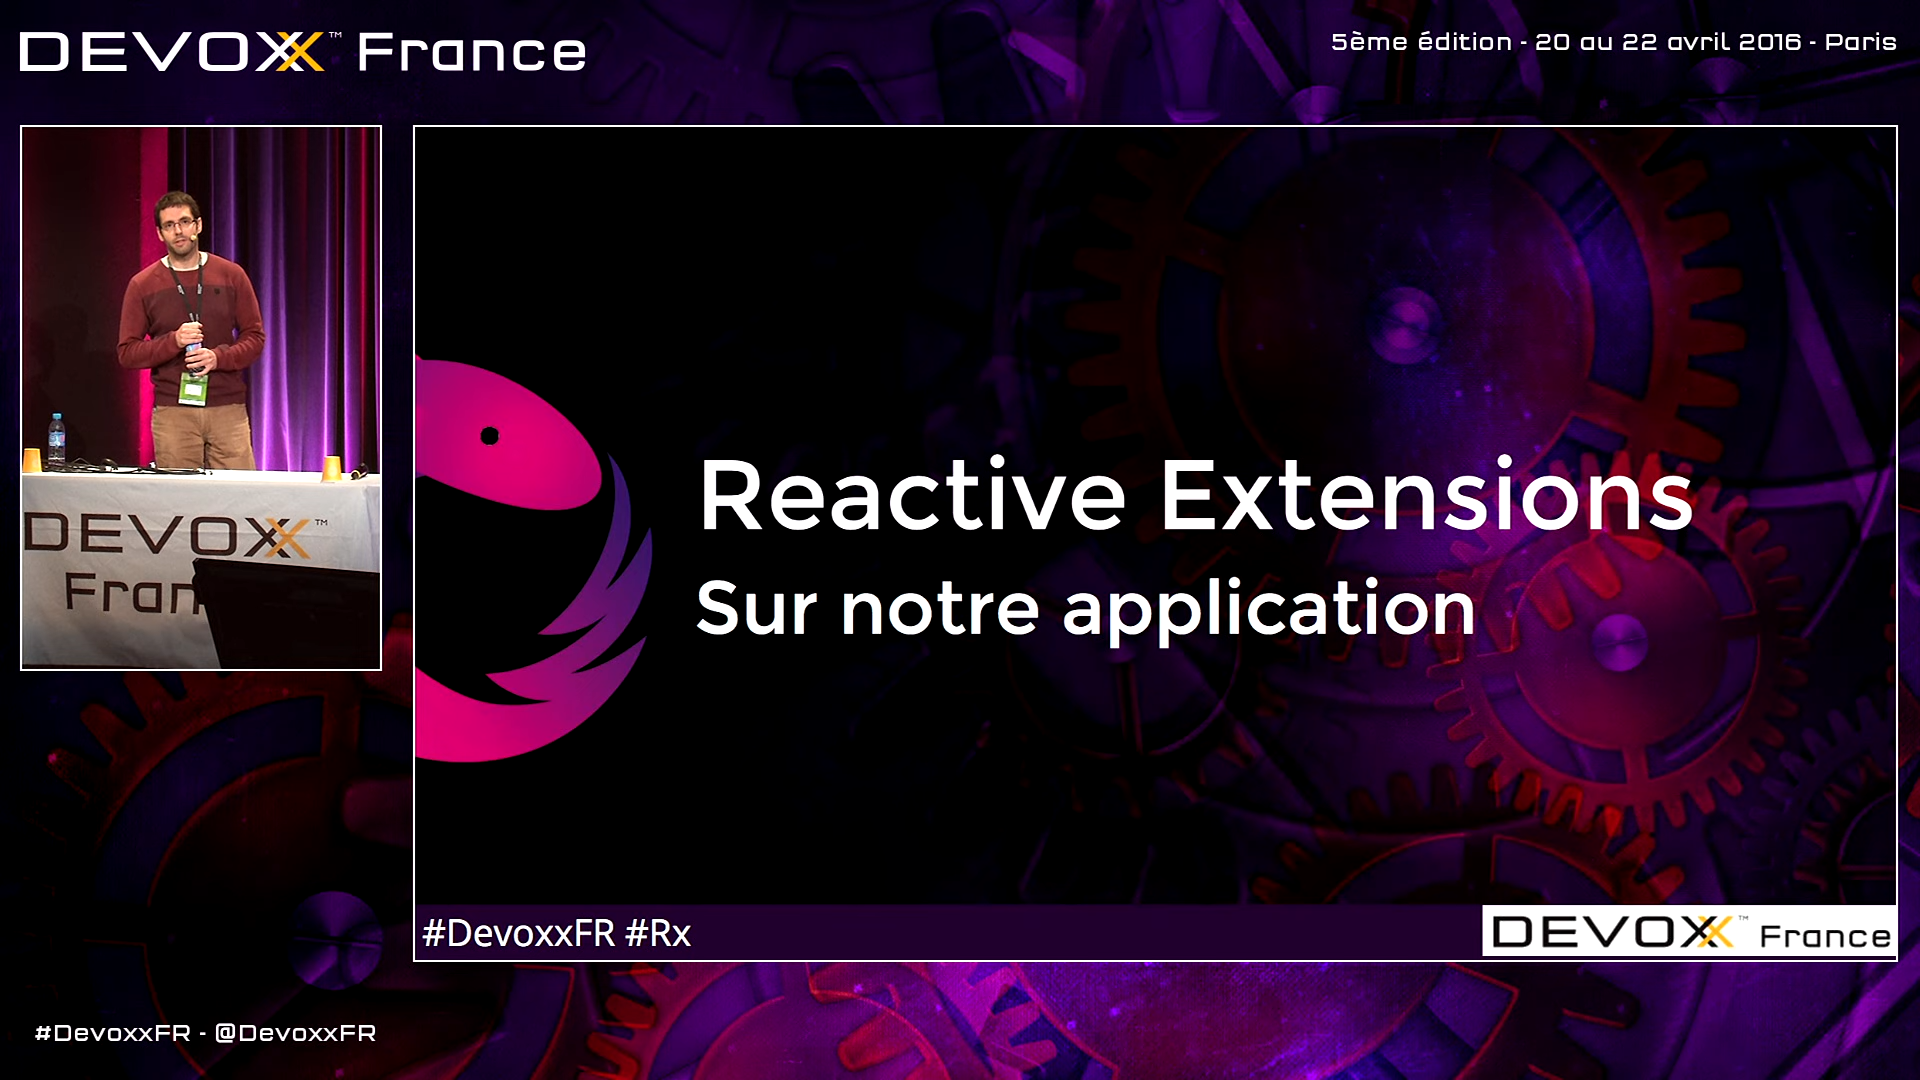 DEVOXX™ France
5ème édition - 20 au 22 avril 2016 - Paris
DEVOXX™
Fran
Reactive Extensions
Sur notre application
#DevoxxFR #Rx
DEVOXX™ France
#DevoxxFR - @DevoxxFR